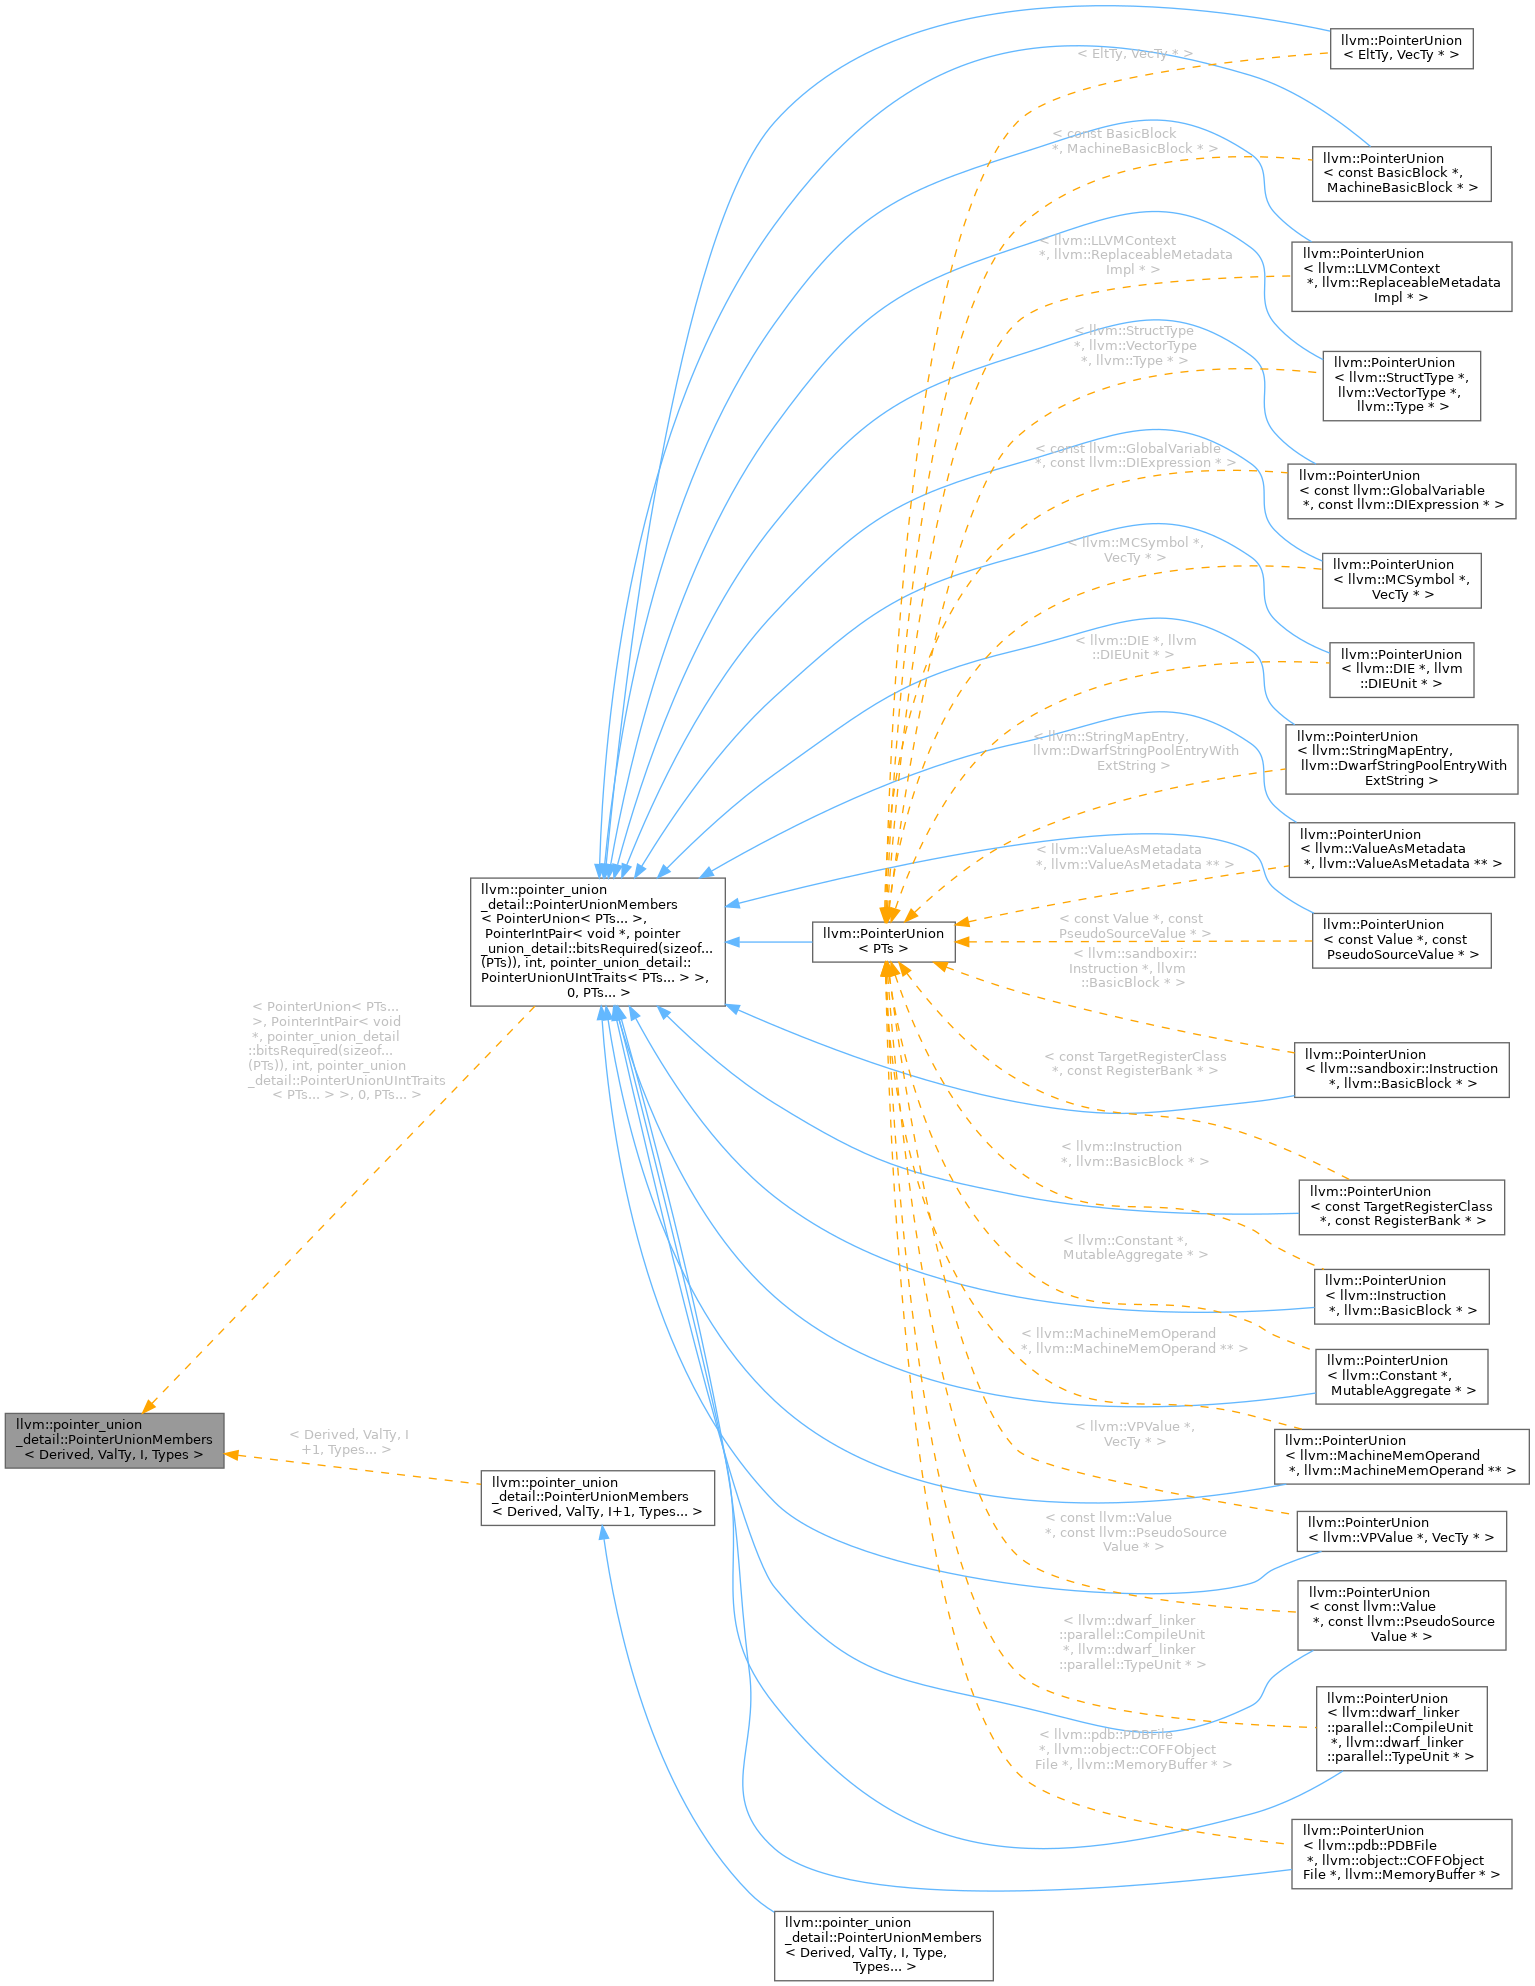 llvm::PointerUnion
< EltTy, VecTy * >
< EltTy, VecTy * >
< const BasicBlock
*, MachineBasicBlock * >
llvm::PointerUnion
< const BasicBlock *,
MachineBasicBlock * >
< llvm::LLVMContext
*, llvm::ReplaceableMetadata
Impl * >
llvm::PointerUnion
< llvm::LLVMContext
*, llvm::ReplaceableMetadata
Impl * >
< llvm::StructType
*, llvm::VectorType
*, llvm::Type * >
llvm::PointerUnion
< llvm::StructType *,
llvm::VectorType *,
llvm::Type * >
< const llvm::GlobalVariable
*, const llvm::DIExpression * >
llvm::PointerUnion
< const llvm::GlobalVariable
*, const llvm::DIExpression * >
< llvm::MCSymbol *,
VecTy * >
llvm::PointerUnion
< llvm::MCSymbol *,
VecTy * >
< llvm::DIE *, llvm
::DIEUnit * >
llvm::PointerUnion
< llvm::DIE *, llvm
::DIEUnit * >
< llvm::StringMapEntry,
llvm::DwarfStringPoolEntryWith
ExtString >
llvm::PointerUnion
< llvm::StringMapEntry,
llvm::DwarfStringPoolEntryWith
ExtString >
< llvm::ValueAsMetadata
*, llvm::ValueAsMetadata ** >
llvm::PointerUnion
< llvm::ValueAsMetadata
*, llvm::ValueAsMetadata ** >
llvm::pointer_union
_detail::PointerUnionMembers
< PointerUnion< PTs... >,
PointerIntPair< void *, pointer
_union_detail::bitsRequired(sizeof...
(PTs)), int, pointer_union_detail::
PointerUnionUIntTraits< PTs... > >,
0, PTs... >
llvm::PointerUnion
< PTs >
< const Value *, const
PseudoSourceValue * >
llvm::PointerUnion
< const Value *, const
PseudoSourceValue * >
< llvm::sandboxir::
Instruction *, llvm
::BasicBlock * >
llvm::PointerUnion
< llvm::sandboxir::Instruction
*, llvm::BasicBlock * >
< PointerUnion< PTs...
>, PointerIntPair< void
*, pointer_union_detail
::bitsRequired(sizeof...
(PTs)), int, pointer_union
_detail::PointerUnionUIntTraits
< PTs... > >, 0, PTs... >
< const TargetRegisterClass
*, const RegisterBank * >
llvm::PointerUnion
< const TargetRegisterClass
*, const RegisterBank * >
< llvm::Instruction
*, llvm::BasicBlock * >
llvm::PointerUnion
< llvm::Instruction
*, llvm::BasicBlock * >
< llvm::Constant *,
MutableAggregate * >
llvm::PointerUnion
< llvm::Constant *,
MutableAggregate * >
< llvm::MachineMemOperand
*, llvm::MachineMemOperand ** >
llvm::PointerUnion
< llvm::MachineMemOperand
*, llvm::MachineMemOperand ** >
llvm::pointer_union
_detail::PointerUnionMembers
< Derived, ValTy, I, Types >
< Derived, ValTy, I
+1, Types... >
llvm::pointer_union
_detail::PointerUnionMembers
< Derived, ValTy, I+1, Types... >
< llvm::VPValue *,
VecTy * >
llvm::PointerUnion
< llvm::VPValue *, VecTy * >
< const llvm::Value
*, const llvm::PseudoSource
Value * >
llvm::PointerUnion
< const llvm::Value
*, const llvm::PseudoSource
Value * >
< llvm::dwarf_linker
::parallel::CompileUnit
*, llvm::dwarf_linker
::parallel::TypeUnit * >
llvm::PointerUnion
< llvm::dwarf_linker
::parallel::CompileUnit
*, llvm::dwarf_linker
::parallel::TypeUnit * >
< llvm::pdb::PDBFile
*, llvm::object::COFFObject
File *, llvm::MemoryBuffer * >
llvm::PointerUnion
< llvm::pdb::PDBFile
*, llvm::object::COFFObject
File *, llvm::MemoryBuffer * >
llvm::pointer_union
_detail::PointerUnionMembers
< Derived, ValTy, I, Type,
Types... >